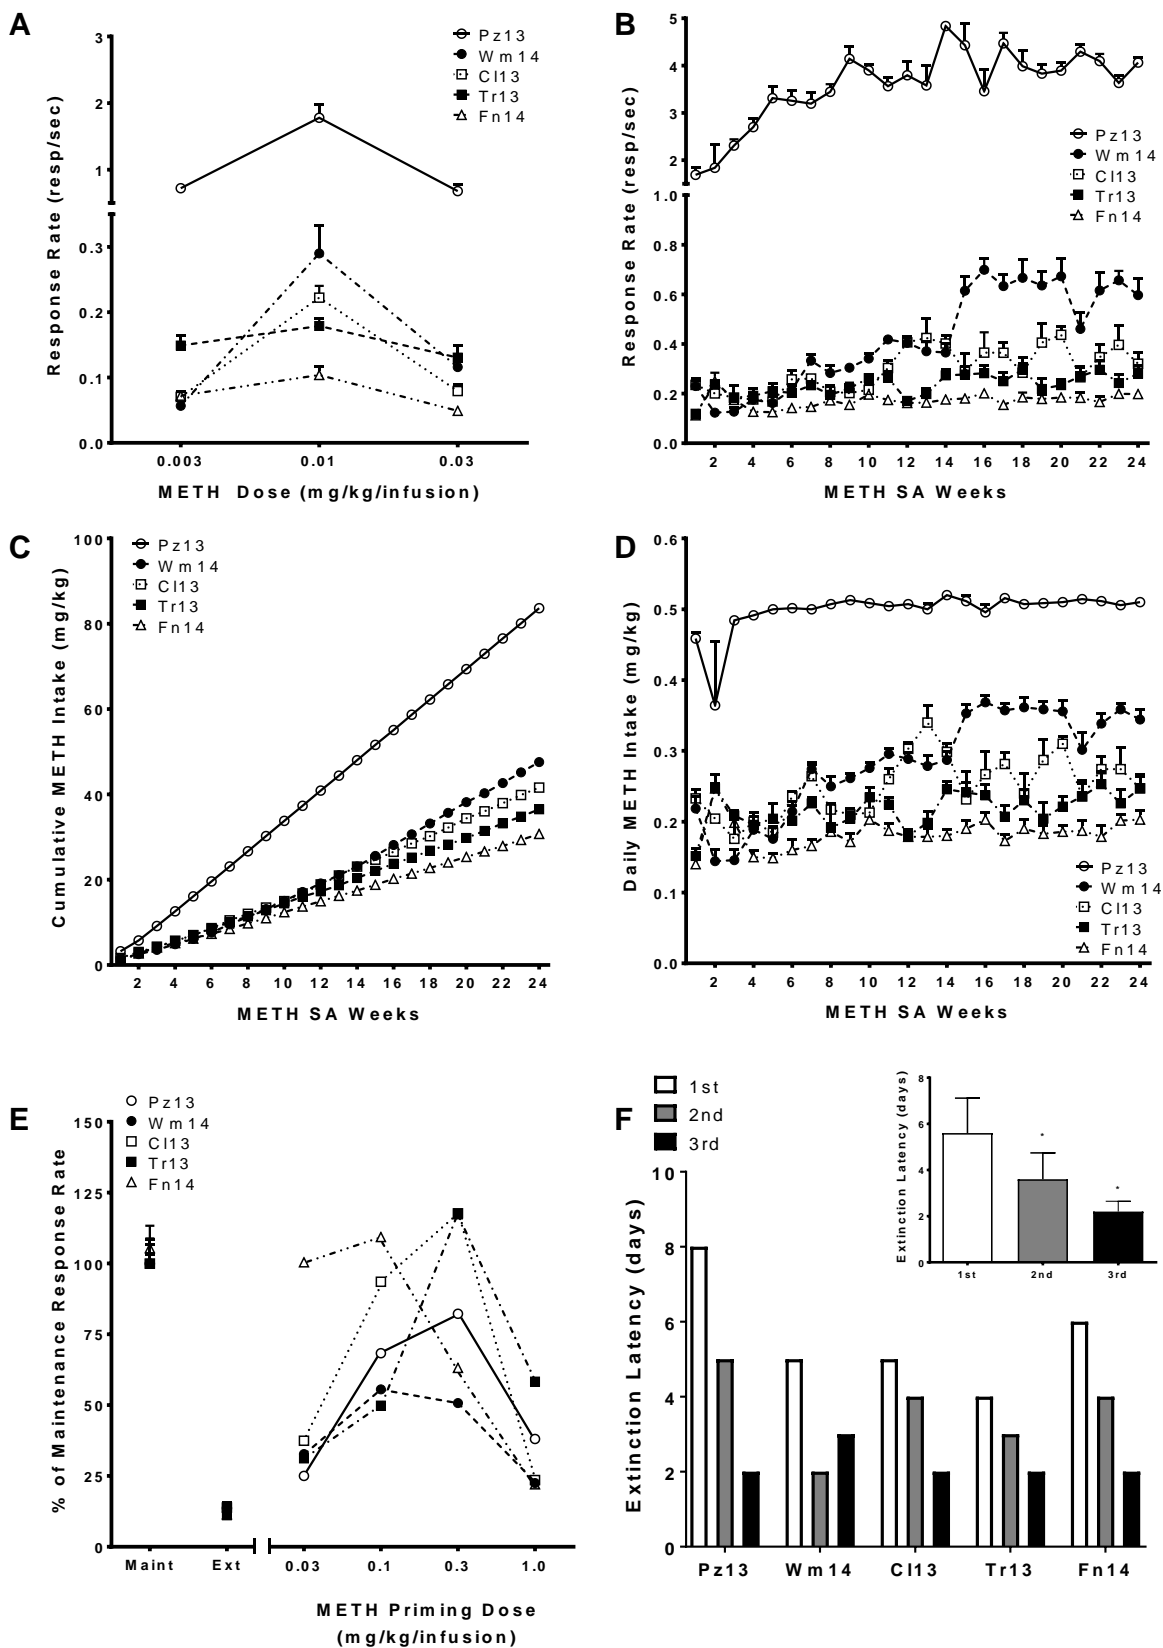 A
Pz13
Wm14
Cl13
Tr13
Fn14
Response Rate (resp/sec)
3
2
1
0.3
0.2
0.1
0.0
0.003
0.01
0.03
METH Dose (mg/kg/infusion)
B
Pz13
Wm14
Cl13
Tr13
Fn14
Response Rate (resp/sec)
5
4
3
2
1.0
0.8
0.6
0.4
0.2
0.0
2 4 6 8 10 12 14 16 18 20 22 24
METH SA Weeks
C
Pz13
Wm14
Cl13
Tr13
Fn14
Cumulative METH Intake (mg/kg)
100
80
60
40
20
0
2 4 6 8 10 12 14 16 18 20 22 24
METH SA Weeks
D
Pz13
Wm14
Cl13
Tr13
Fn14
Daily METH Intake (mg/kg)
0.6
0.5
0.4
0.3
0.2
0.1
0.0
2 4 6 8 10 12 14 16 18 20 22 24
METH SA Weeks
E
Pz13
Wm14
Cl13
Tr13
Fn14
% of Maintenance Response Rate
150
125
100
75
50
25
0
Maint Ext 0.03 0.1 0.3 1.0
METH Priming Dose
(mg/kg/infusion)
F
1st
2nd
3rd
Extinction Latency (days)
10
8
6
4
2
0
Pz13 Wm14 Cl13 Tr13 Fn14
Extinction Latency (days)
8
6
4
2
0
*
*
1st 2nd 3rd